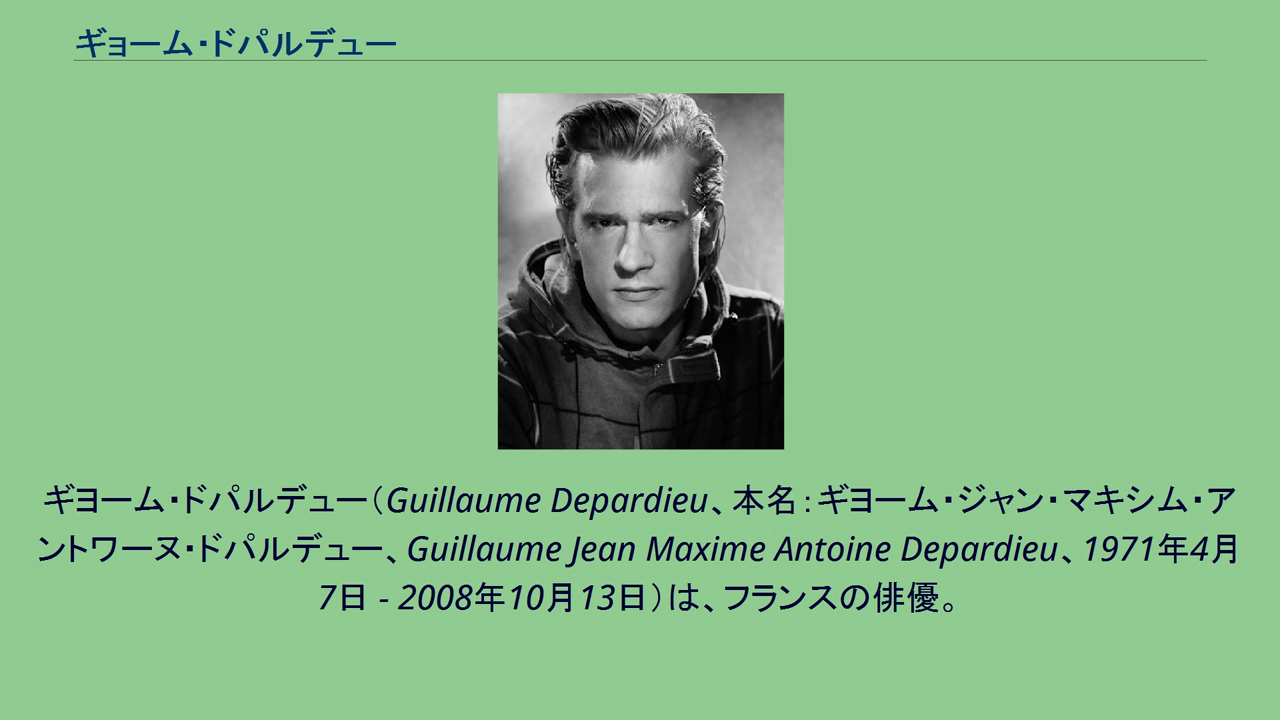 ギョーム・ドパルデュー
ギヨーム・ドパルデュー（Guillaume Depardieu、本名：ギヨーム・ジャン・マキシム・ア
ントワーヌ・ドパルデュー、Guillaume Jean Maxime Antoine Depardieu、1971年4月
7日 - 2008年10月13日）は、フランスの俳優。